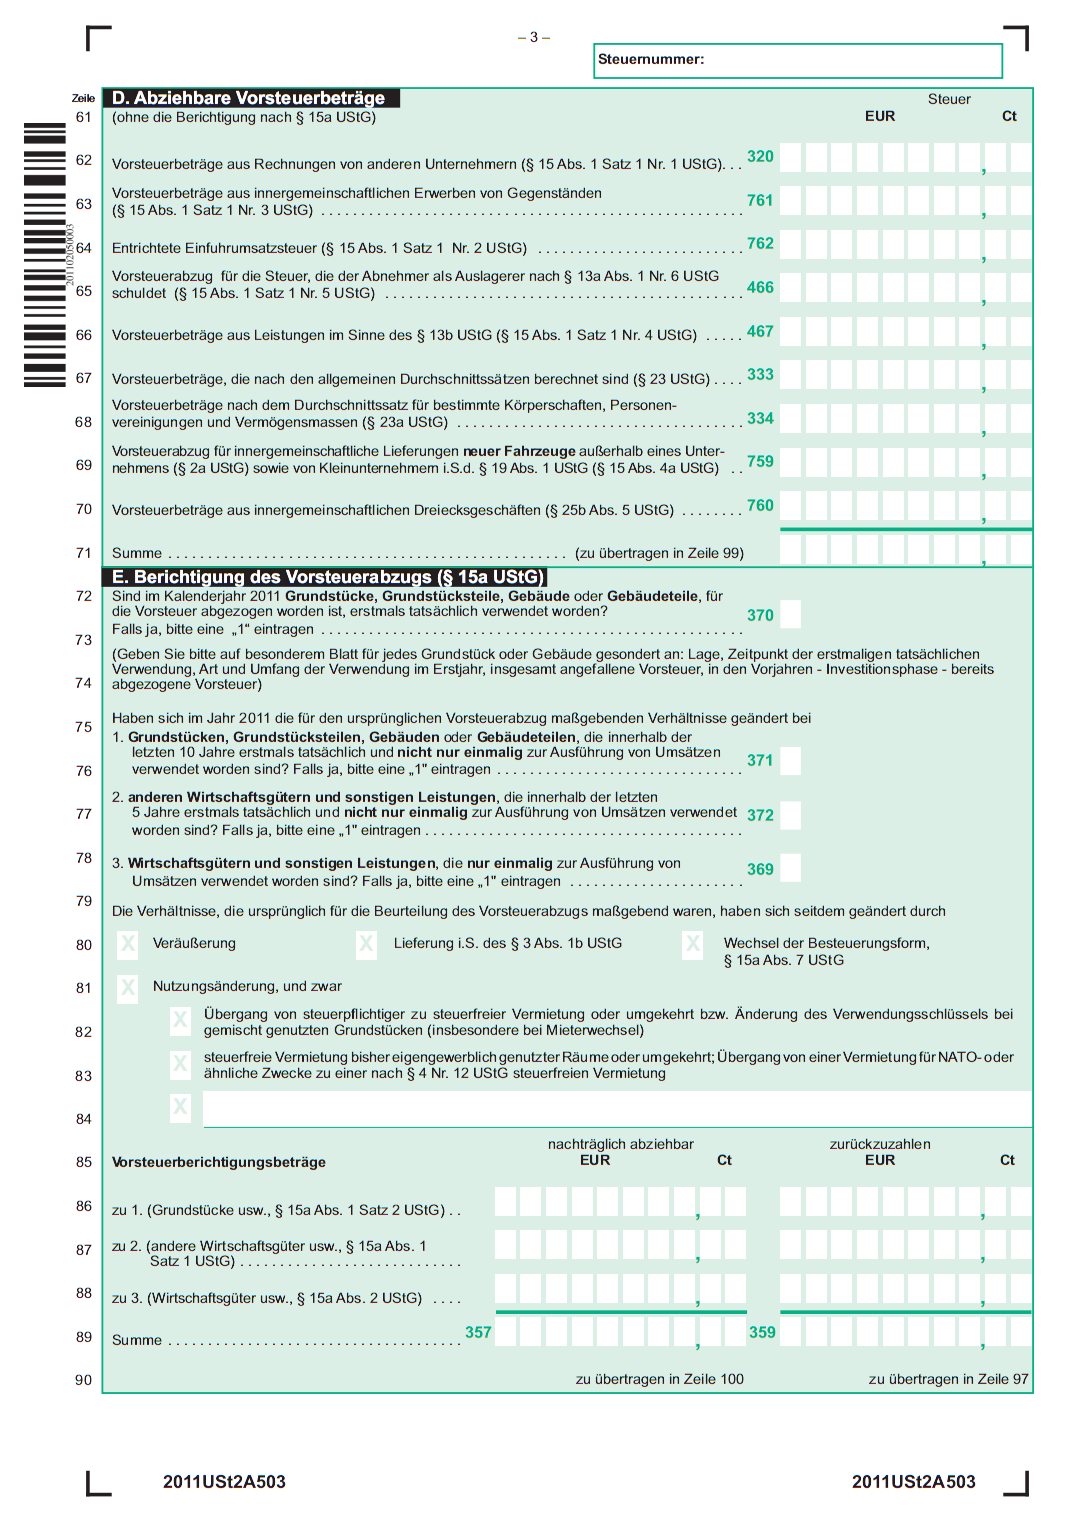 – 3 –
Steuernummer:
Zeile D. Abziehbare Vorsteuerbeträge Steuer
61 (ohne die Berichtigung nach § 15a UStG) EUR Ct
62 Vorsteuerbeträge aus Rechnungen von anderen Unternehmern (§ 15 Abs. 1 Satz 1 Nr. 1 UStG). . . 320 ,
Vorsteuerbeträge aus innergemeinschaftlichen Erwerben von Gegenständen
63 (§ 15 Abs. 1 Satz 1 Nr. 3 UStG) . . . . . . . . . . 761 ,
64 Entrichtete Einfuhrumsatzsteuer (§ 15 Abs. 1 Satz 1 Nr. 2 UStG) . . . . . . . . . . 762 ,
Vorsteuerabzug für die Steuer, die der Abnehmer als Auslagerer nach § 13a Abs. 1 Nr. 6 UStG
65 schuldet (§ 15 Abs. 1 Satz 1 Nr. 5 UStG) . . . . . . . . . . 466 ,
66 Vorsteuerbeträge aus Leistungen im Sinne des § 13b UStG (§ 15 Abs. 1 Satz 1 Nr. 4 UStG) . . . . . 467 ,
67 Vorsteuerbeträge, die nach den allgemeinen Durchschnittssätzen berechnet sind (§ 23 UStG) . . . . 333 ,
Vorsteuerbeträge nach dem Durchschnittssatz für bestimmte Körperschaften, Personen-
68 vereinigungen und Vermögensmassen (§ 23a UStG) . . . . . . . . . . 334 ,
Vorsteuerabzug für innergemeinschaftliche Lieferungen neuer Fahrzeuge außerhalb eines Unter-
69 nehmens (§ 2a UStG) sowie von Kleinunternehmern i.S.d. § 19 Abs. 1 UStG (§ 15 Abs. 4a UStG) . . 759 ,
70 Vorsteuerbeträge aus innergemeinschaftlichen Dreiecksgeschäften (§ 25b Abs. 5 UStG) . . . . . . . . 760 ,
71 Summe . . . . . . . . . . (zu übertragen in Zeile 99) ,
E. Berichtigung des Vorsteuerabzugs (§ 15a UStG)
72 Sind im Kalenderjahr 2011 Grundstücke, Grundstücksteile, Gebäude oder Gebäudeteile, für
die Vorsteuer abgezogen worden ist, erstmals tatsächlich verwendet worden?
73 Falls ja, bitte eine „1“ eintragen . . . . . . . . . . 370
(Geben Sie bitte auf besonderem Blatt für jedes Grundstück oder Gebäude gesondert an: Lage, Zeitpunkt der erstmaligen tatsächlichen
Verwendung, Art und Umfang der Verwendung im Erstjahr, insgesamt angefallene Vorsteuer, in den Vorjahren - Investitionsphase - bereits
74 abgezogene Vorsteuer)
75 Haben sich im Jahr 2011 die für den ursprünglichen Vorsteuerabzug maßgebenden Verhältnisse geändert bei
1. Grundstücken, Grundstücksteilen, Gebäuden oder Gebäudeteilen, die innerhalb der
letzten 10 Jahre erstmals tatsächlich und nicht nur einmalig zur Ausführung von Umsätzen
76 verwendet worden sind? Falls ja, bitte eine „1" eintragen . . . . . . . . . . 371
2. anderen Wirtschaftsgütern und sonstigen Leistungen, die innerhalb der letzten
77 5 Jahre erstmals tatsächlich und nicht nur einmalig zur Ausführung von Umsätzen verwendet
worden sind? Falls ja, bitte eine „1" eintragen . . . . . . . . . . 372
78 3. Wirtschaftsgütern und sonstigen Leistungen, die nur einmalig zur Ausführung von
Umsätzen verwendet worden sind? Falls ja, bitte eine „1" eintragen . . . . . . . . . . 369
79 Die Verhältnisse, die ursprünglich für die Beurteilung des Vorsteuerabzugs maßgebend waren, haben sich seitdem geändert durch
80 X Veräußerung X Lieferung i.S. des § 3 Abs. 1b UStG X Wechsel der Besteuerungsform,
§ 15a Abs. 7 UStG
81 X Nutzungsänderung, und zwar
X Übergang von steuerpflichtiger zu steuerfreier Vermietung oder umgekehrt bzw. Änderung des Verwendungsschlüssels bei
82 gemischt genutzten Grundstücken (insbesondere bei Mieterwechsel)
X steuerfreie Vermietung bisher eigengewerblich genutzter Räume oder umgekehrt; Übergang von einer Vermietung für NATO- oder
83 ähnliche Zwecke zu einer nach § 4 Nr. 12 UStG steuerfreien Vermietung
84 X
nachträglich abziehbar zurückzuzahlen
85 Vorsteuerberichtigungsbeträge EUR Ct EUR Ct
86 zu 1. (Grundstücke usw., § 15a Abs. 1 Satz 2 UStG) . . , ,
87 zu 2. (andere Wirtschaftsgüter usw., § 15a Abs. 1
Satz 1 UStG) . . . . . . . . . . , ,
88 zu 3. (Wirtschaftsgüter usw., § 15a Abs. 2 UStG) . . . . , ,
89 Summe . . . . . . . . . . 357 , 359 ,
90 zu übertragen in Zeile 100 zu übertragen in Zeile 97
201102050003
2011USt2A503 2011USt2A503